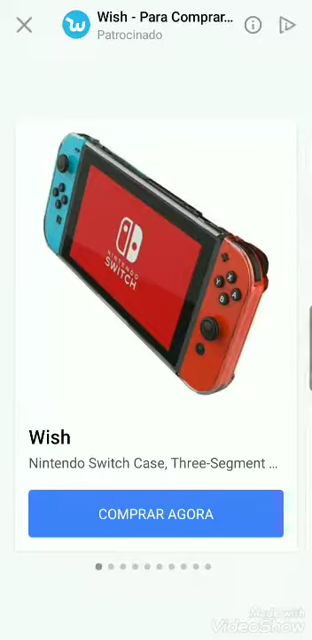 Wish - Para Comprar...
Patrocinado
NINTENDO
SWITCH
Wish
Nintendo Switch Case, Three-Segment ...
COMPRAR AGORA
Made with
VideoShow